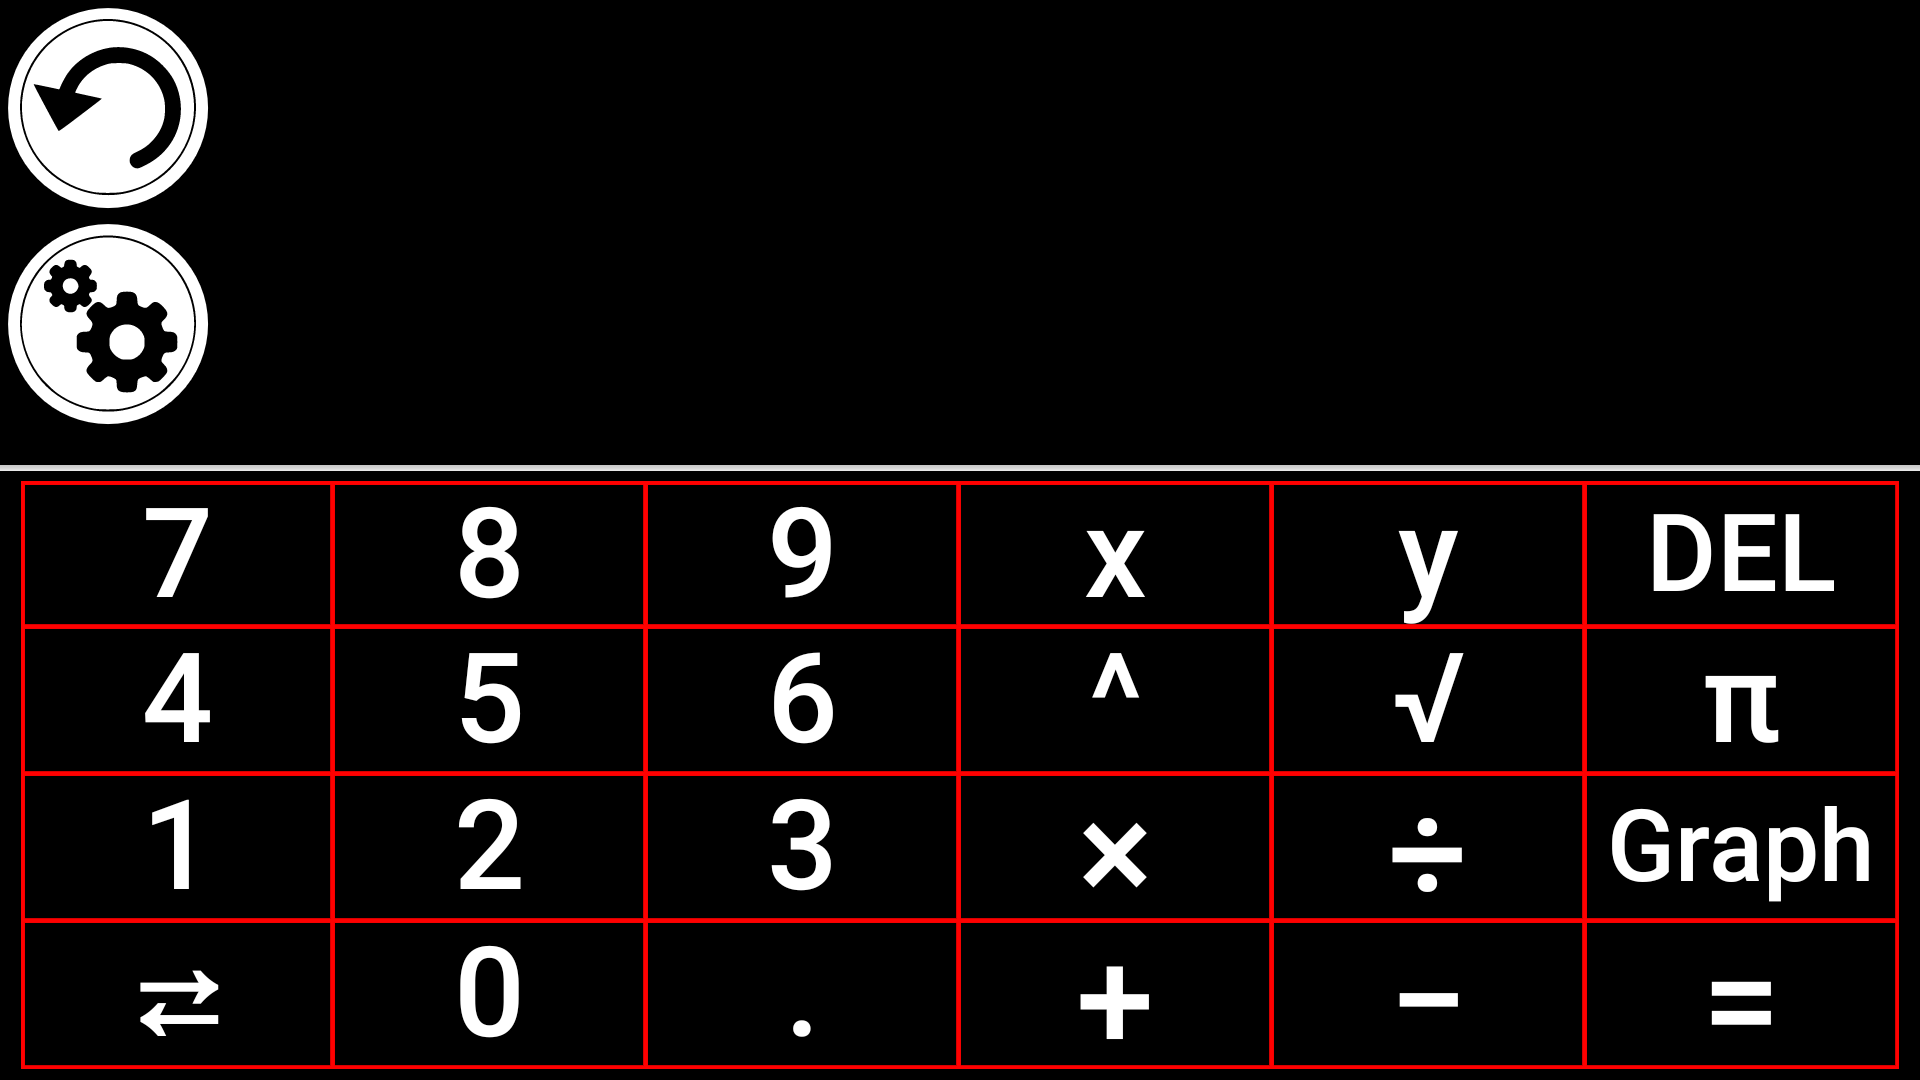 7 8 9 x y DEL
4 5 6 ^ √ π
1 2 3 × ÷ Graph
⇄ 0 . + − =